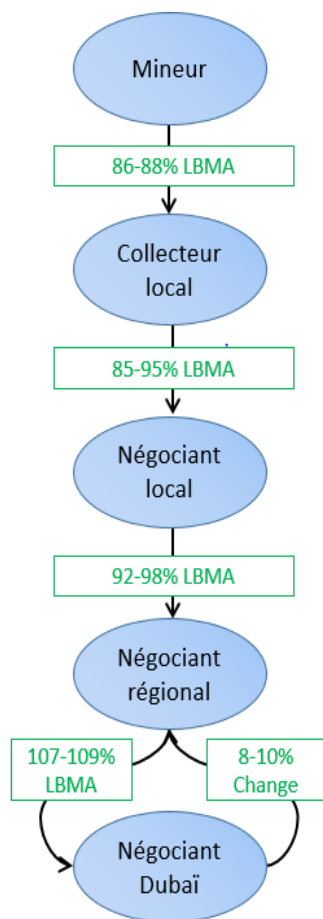 Mineur
86-88% LBMA
Collecteur
local
85-95% LBMA
Négociant
local
92-98% LBMA
Négociant
régional
107-109%
LBMA
8-10%
Change
Négociant
Dubaï